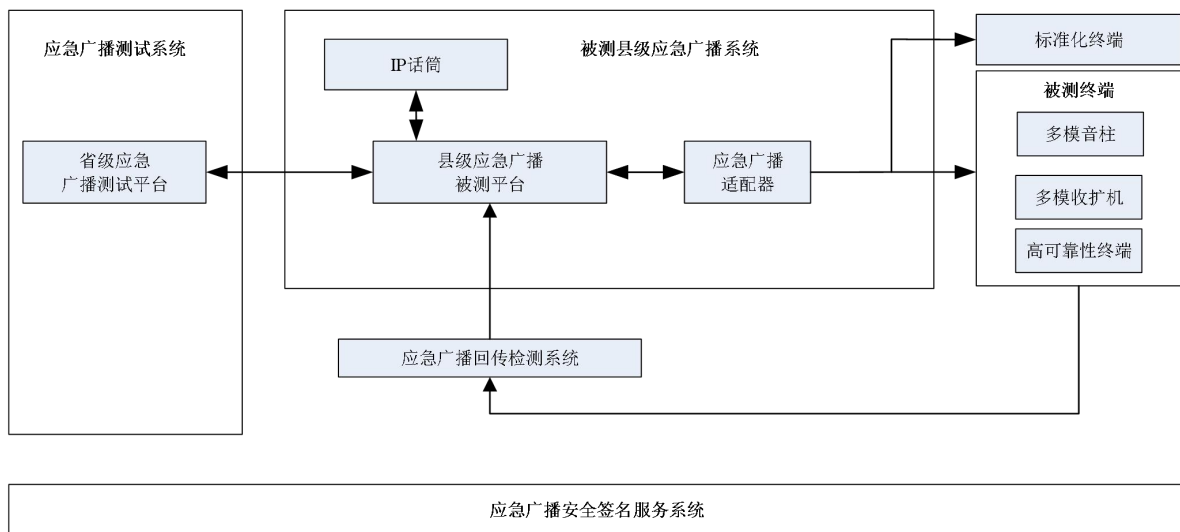 应急广播测试系统
省级应急
广播测试平台
被测县级应急广播系统
IP话筒
县级应急广播
被测平台
应急广播
适配器
标准化终端
被测终端
多模音柱
多模收扩机
高可靠性终端
应急广播回传检测系统
应急广播安全签名服务系统